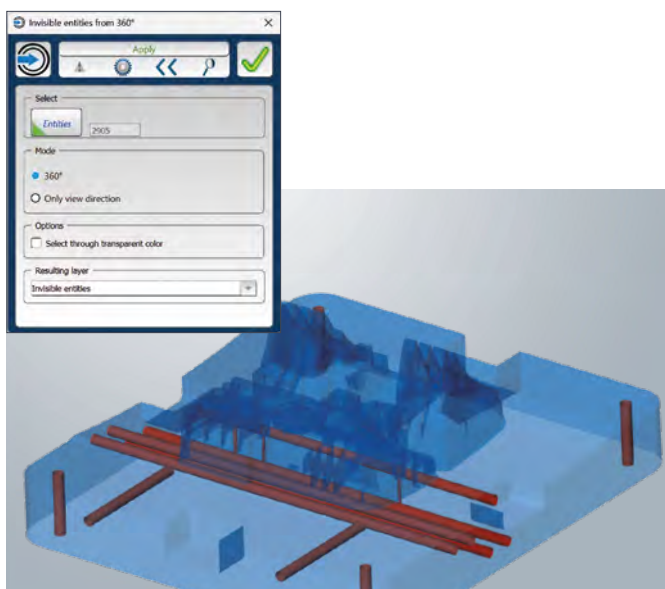 Invisible entities from 360°
Apply
Select
Entities
2905
Mode
360°
Only view direction
Options
Select through transparent color
Resulting layer
Invisible entities